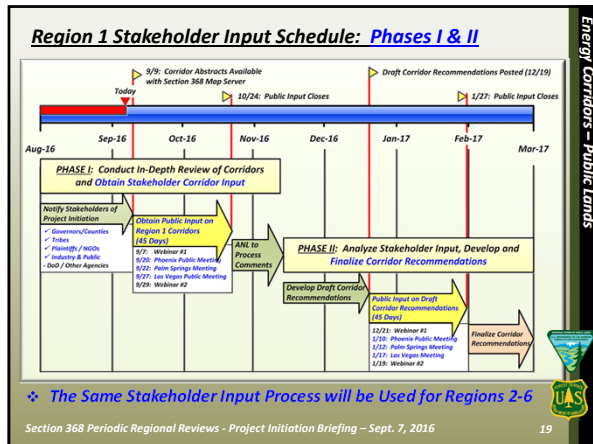 Region 1 Stakeholder Input Schedule: Phases I & II
Energy Corridors – Public Lands
9/9: Corridor Abstracts Available
with Section 368 Map Server
Draft Corridor Recommendations Posted (12/19)
Today
10/24: Public Input Closes
1/27: Public Input Closes
Aug-16
Sep-16
Oct-16
Nov-16
Dec-16
Jan-17
Feb-17
Mar-17
PHASE I: Conduct In-Depth Review of Corridors
and Obtain Stakeholder Corridor Input
Notify Stakeholders of
Project Initiation
✓ Governors/Counties
✓ Tribes
✓ Plaintiffs / NGOs
✓ Industry & Public
- DoD / Other Agencies
Obtain Public Input on
Region 1 Corridors
(45 Days)
9/7: Webinar #1
9/20: Phoenix Public Meeting
9/22: Palm Springs Meeting
9/27: Las Vegas Public Meeting
9/29: Webinar #2
ANL to
Process
Comments
PHASE II: Analyze Stakeholder Input, Develop and
Finalize Corridor Recommendations
Develop Draft Corridor
Recommendations
Public Input on Draft
Corridor Recommendations
(45 Days)
12/21: Webinar #1
1/10: Phoenix Public Meeting
1/12: Palm Springs Meeting
1/17: Las Vegas Meeting
1/19: Webinar #2
Finalize Corridor
Recommendations
❖ The Same Stakeholder Input Process will be Used for Regions 2-6
FOREST SERVICE
U S
Section 368 Periodic Regional Reviews - Project Initiation Briefing – Sept. 7, 2016
19